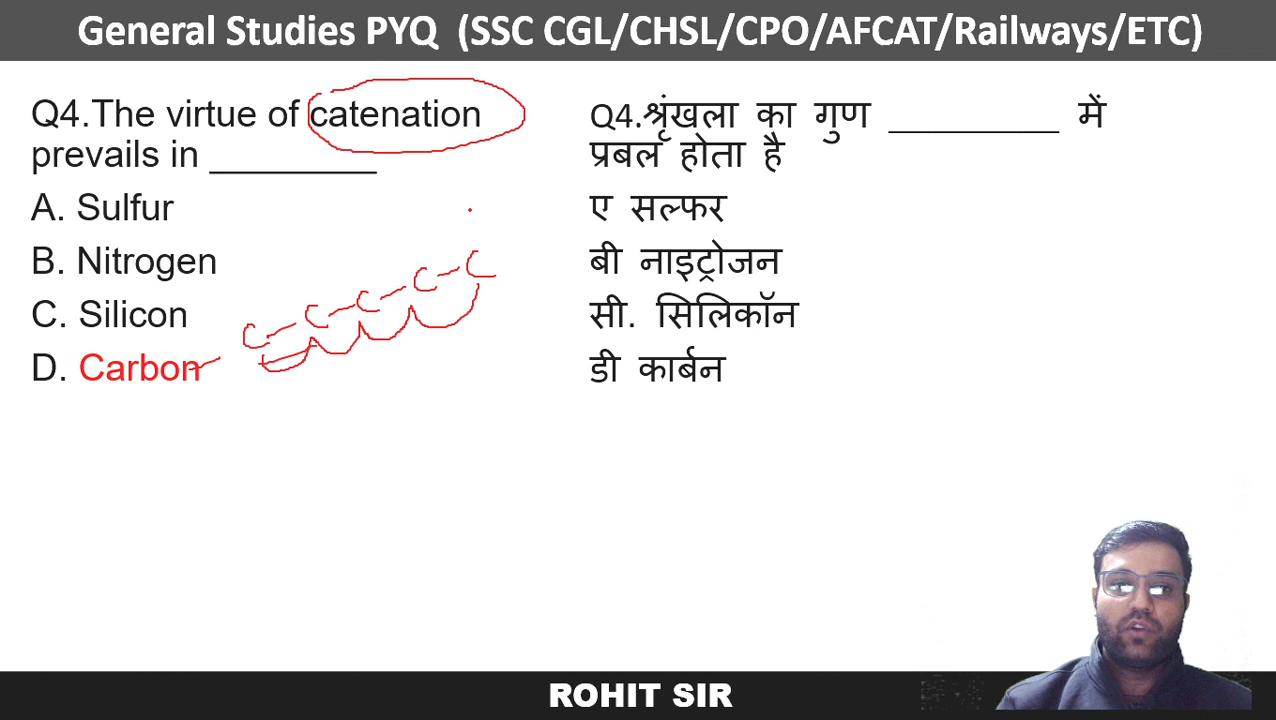 General Studies PYQ (SSC CGL/CHSL/CPO/AFCAT/Railways/ETC)
Q4.The virtue of catenation
prevails in _________
A. Sulfur
B. Nitrogen
C. Silicon
D. Carbon
C-C-C-C-C
Q4.श्रृंखला का गुण _________ में
प्रबल होता है
ए सल्फर
बी नाइट्रोजन
सी. सिलिकॉन
डी कार्बन
ROHIT SIR